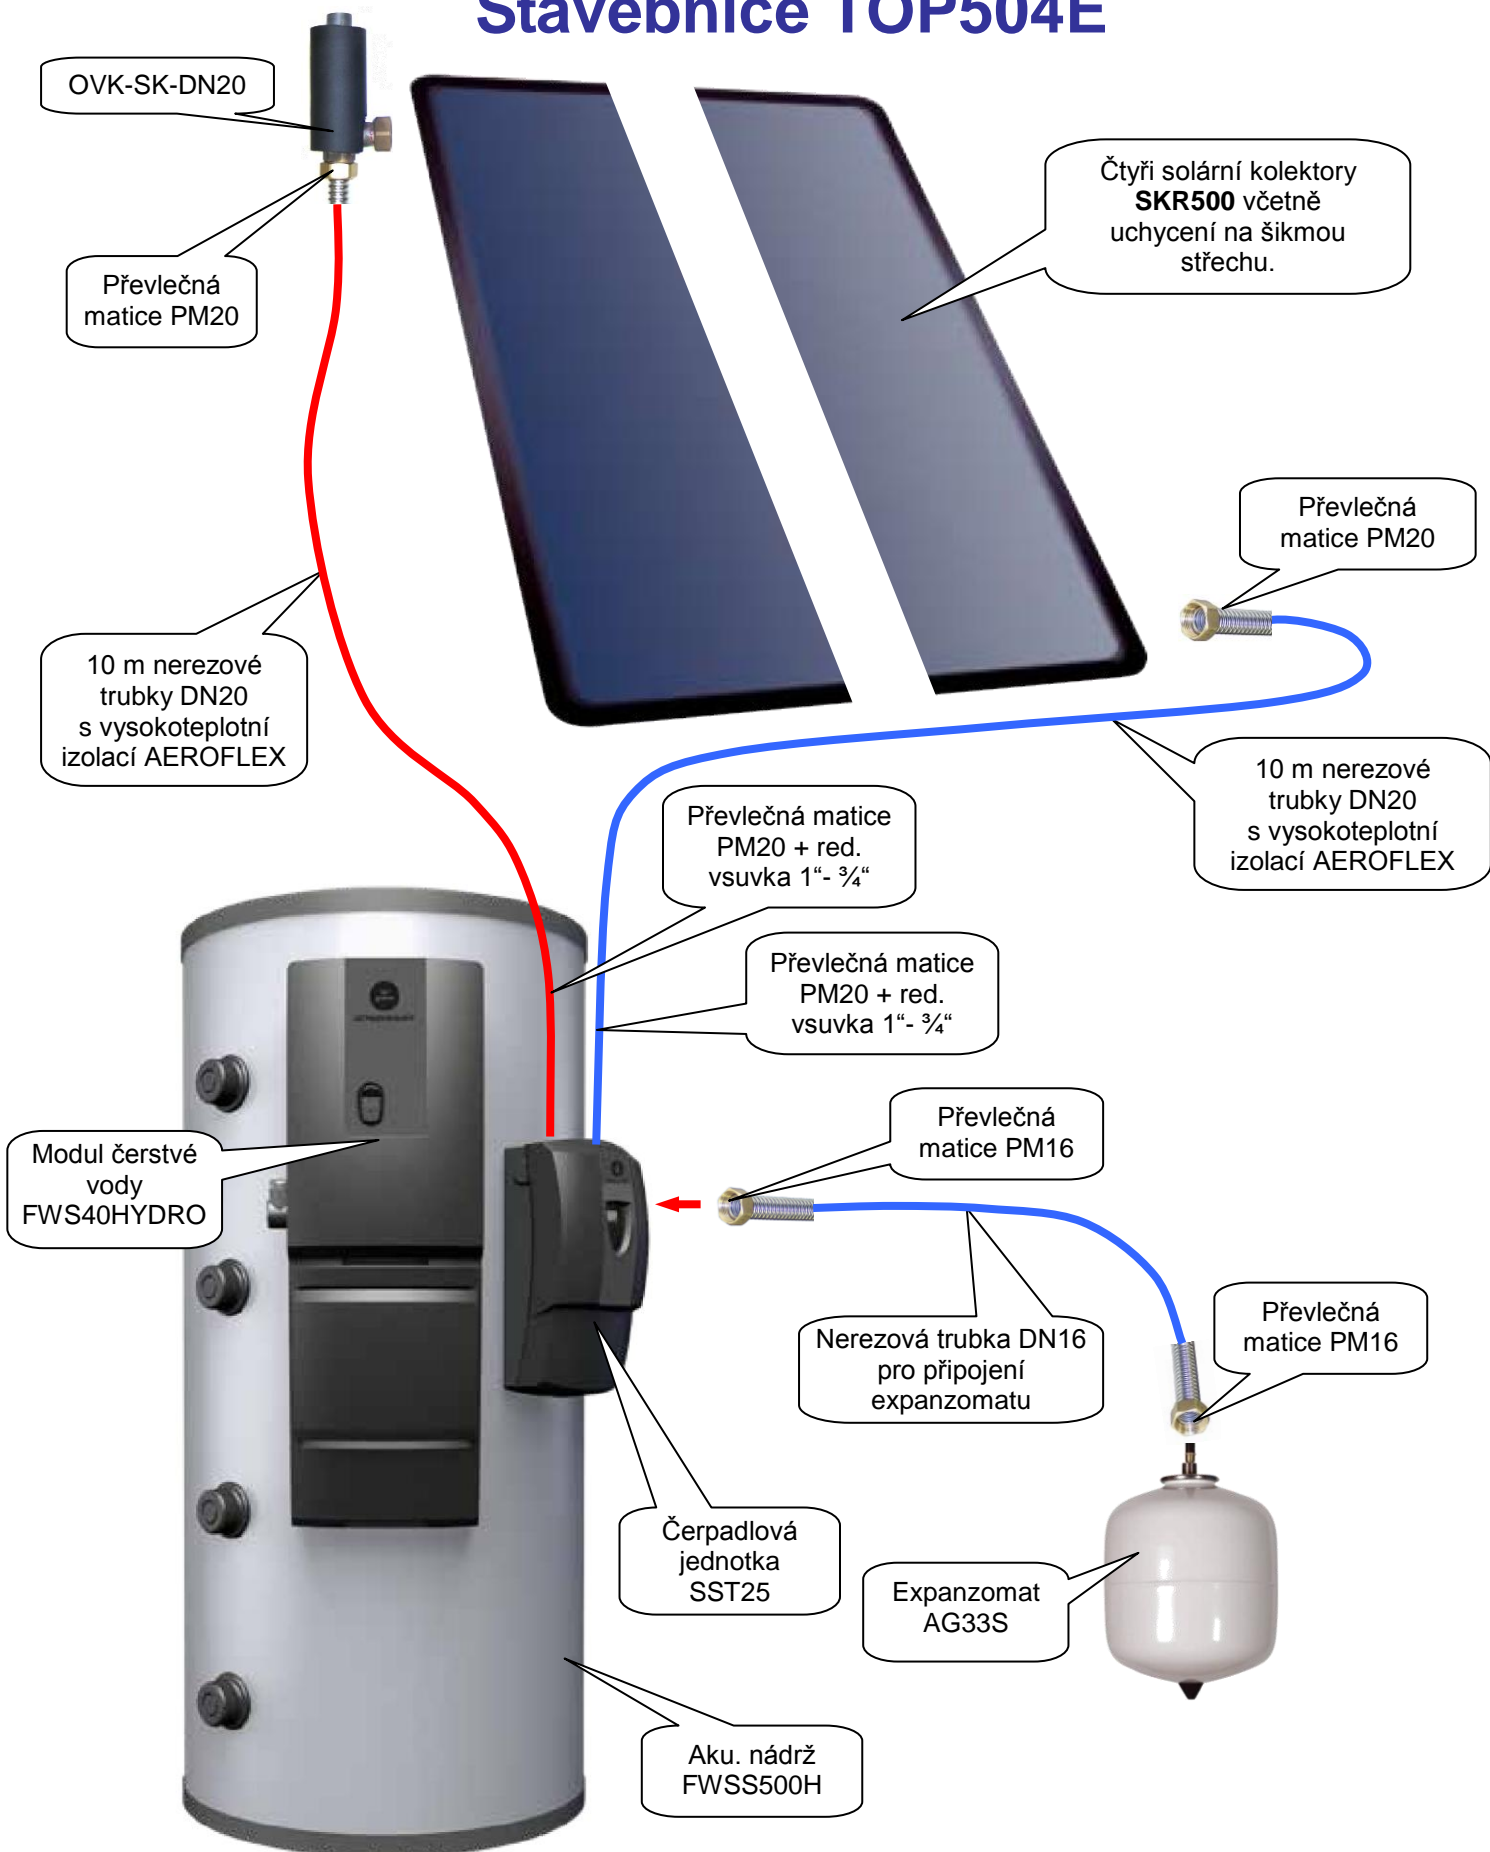 Stavebnice TOP504E
OVK-SK-DN20
Čtyři solární kolektory
SKR500 včetně
uchycení na šikmou
střechu.
Převlečná
matice PM20
Převlečná
matice PM20
10 m nerezové
trubky DN20
s vysokoteplotní
izolací AEROFLEX
10 m nerezové
trubky DN20
s vysokoteplotní
izolací AEROFLEX
Převlečná matice
PM20 + red.
vsuvka 1“- ¾“
Převlečná matice
PM20 + red.
vsuvka 1“- ¾“
Převlečná
matice PM16
Modul čerstvé
vody
FWS40HYDRO
Nerezová trubka DN16
pro připojení
expanzomatu
Převlečná
matice PM16
Čerpadlová
jednotka
SST25
Expanzomat
AG33S
Aku. nádrž
FWSS500H